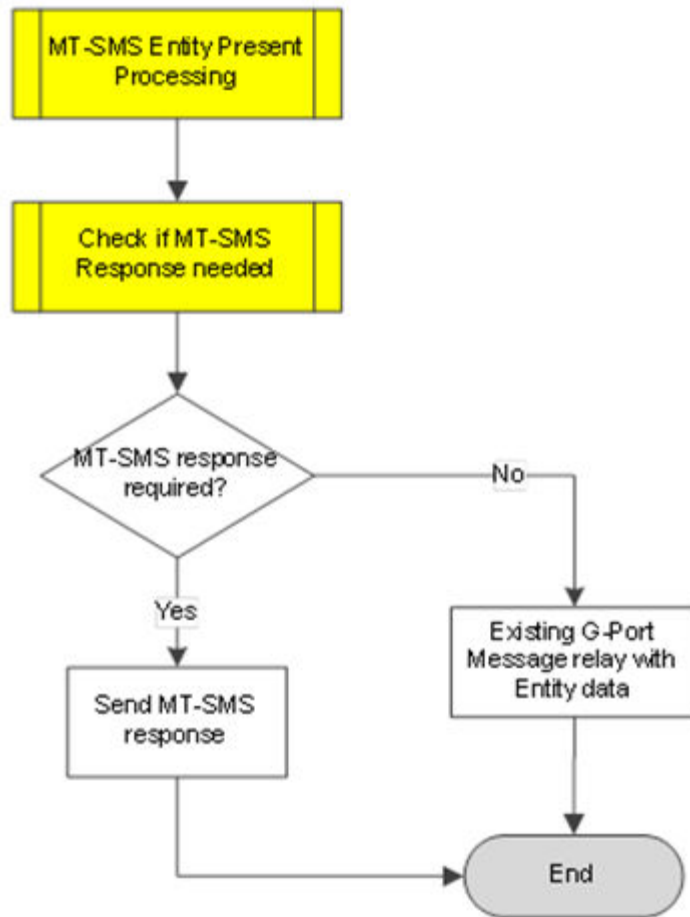 MT-SMS Entity Present
Processing
Check if MT-SMS
Response needed
MT-SMS response
required?
No
Yes
Existing G-Port
Message relay with
Entity data
Send MT-SMS
response
End